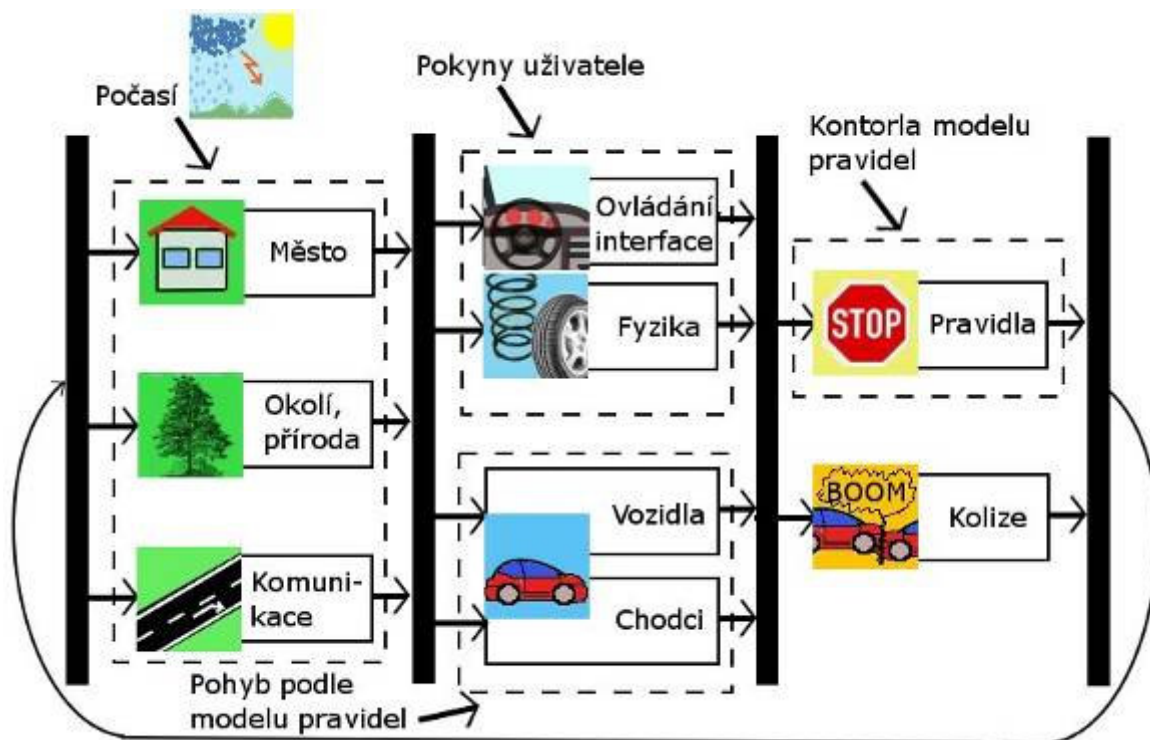 Počasí
Pokyny uživatele
Kontorla modelu
pravidel
Město
Ovládání
interface
Fyzika
STOP
Pravidla
Okolí,
příroda
Vozidla
BOOM
Kolize
Komuni-
kace
Chodci
Pohyb podle
modelu pravidel